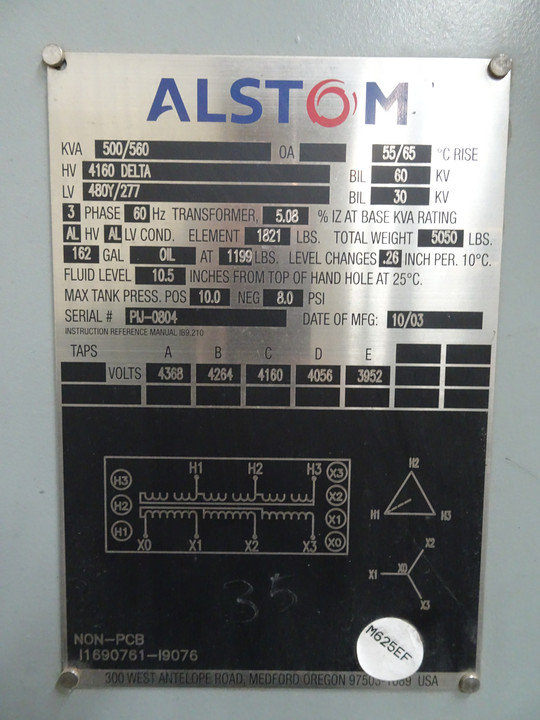 ALSTOM
KVA 500/560 OA 55/65 °C RISE
HV 4160 DELTA BIL 60 KV
LV 480Y/277 BIL 30 KV
3 PHASE 60 Hz TRANSFORMER, 5.08 % IZ AT BASE KVA RATING
AL HV AL LV COND. ELEMENT 1821 LBS. TOTAL WEIGHT 5050 LBS.
162 GAL OIL AT 1199 LBS. LEVEL CHANGES .26 INCH PER. 10°C.
FLUID LEVEL 10.5 INCHES FROM TOP OF HAND HOLE AT 25°C.
MAX TANK PRESS. POS 10.0 NEG 8.0 PSI
SERIAL # PIJ-0804 DATE OF MFG: 10/03
INSTRUCTION REFERENCE MANUAL IB9.210
TAPS A B C D E
VOLTS 4368 4264 4160 4056 3952
H1 H2 H3
H3 X3
H2 X2
H1 X1
X0
X0 X1 X2 X3
H2
H1 H3
X2
X1 X0
X3
35
NON-PCB
I1690761-I9076
M625EF
300 WEST ANTELOPE ROAD, MEDFORD, OREGON 97503-1089 USA